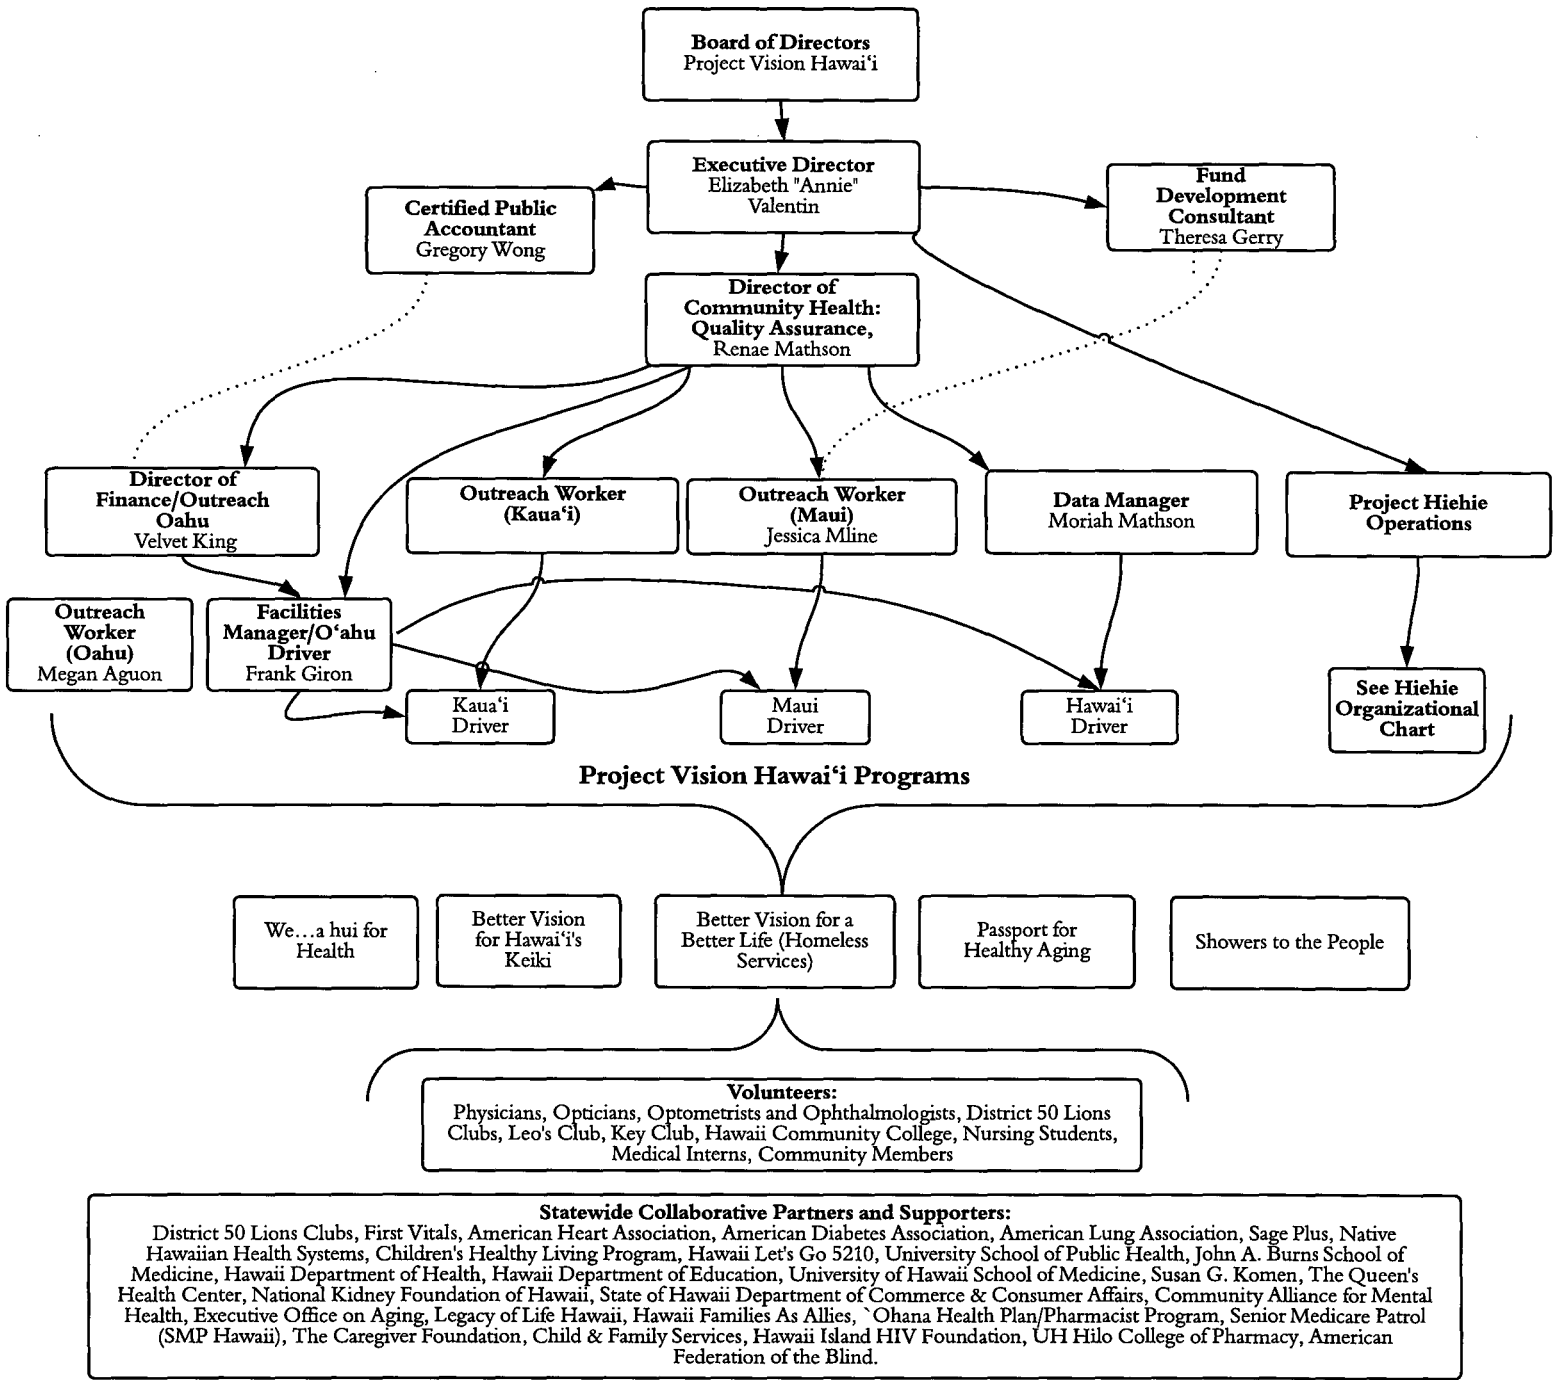 Board of Directors
Project Vision Hawai‘i
Executive Director
Elizabeth "Annie"
Valentin
Certified Public
Accountant
Gregory Wong
Fund
Development
Consultant
Theresa Gerry
Director of
Community Health:
Quality Assurance,
Renae Mathson
Director of
Finance/Outreach
Oahu
Velvet King
Outreach Worker
(Kaua‘i)
Outreach Worker
(Maui)
Jessica Mline
Data Manager
Moriah Mathson
Project Hiehie
Operations
Outreach
Worker
(Oahu)
Megan Aguon
Facilities
Manager/O‘ahu
Driver
Frank Giron
Kaua‘i
Driver
Maui
Driver
Hawai‘i
Driver
See Hiehie
Organizational
Chart
Project Vision Hawai‘i Programs
We...a hui for
Health
Better Vision
for Hawai‘i's
Keiki
Better Vision for a
Better Life (Homeless
Services)
Passport for
Healthy Aging
Showers to the People
Volunteers:
Physicians, Opticians, Optometrists and Ophthalmologists, District 50 Lions
Clubs, Leo's Club, Key Club, Hawaii Community College, Nursing Students,
Medical Interns, Community Members
Statewide Collaborative Partners and Supporters:
District 50 Lions Clubs, First Vitals, American Heart Association, American Diabetes Association, American Lung Association, Sage Plus, Native
Hawaiian Health Systems, Children's Healthy Living Program, Hawaii Let's Go 5210, University School of Public Health, John A. Burns School of
Medicine, Hawaii Department of Health, Hawaii Department of Education, University of Hawaii School of Medicine, Susan G. Komen, The Queen's
Health Center, National Kidney Foundation of Hawaii, State of Hawaii Department of Commerce & Consumer Affairs, Community Alliance for Mental
Health, Executive Office on Aging, Legacy of Life Hawaii, Hawaii Families As Allies, `Ohana Health Plan/Pharmacist Program, Senior Medicare Patrol
(SMP Hawaii), The Caregiver Foundation, Child & Family Services, Hawaii Island HIV Foundation, UH Hilo College of Pharmacy, American
Federation of the Blind.